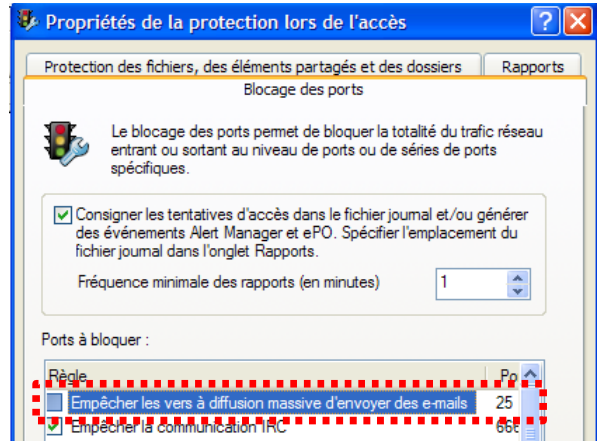 Propriétés de la protection lors de l'accès
Protection des fichiers, des éléments partagés et des dossiers
Rapports
Blocage des ports
Le blocage des ports permet de bloquer la totalité du trafic réseau
entrant ou sortant au niveau de ports ou de séries de ports
spécifiques.
Consigner les tentatives d'accès dans le fichier journal et/ou générer
des événements Alert Manager et ePO. Spécifier l'emplacement du
fichier journal dans l'onglet Rapports.
Fréquence minimale des rapports (en minutes) 1
Ports à bloquer :
Règle Po
Empêcher les vers à diffusion massive d'envoyer des e-mails 25
Empêcher la communication IRC